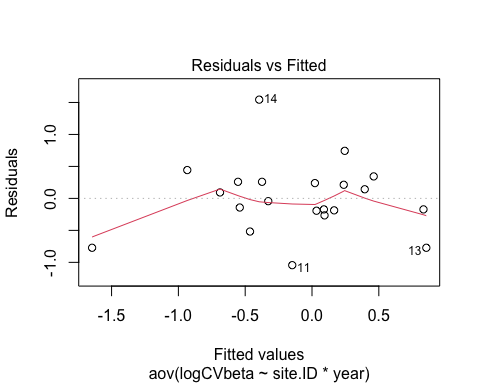 Residuals vs Fitted
14
1.0
Residuals
0.0
13
11
-1.0
-1.5 -1.0 -0.5 0.0 0.5
Fitted values
aov(logCVbeta ~ site.ID * year)